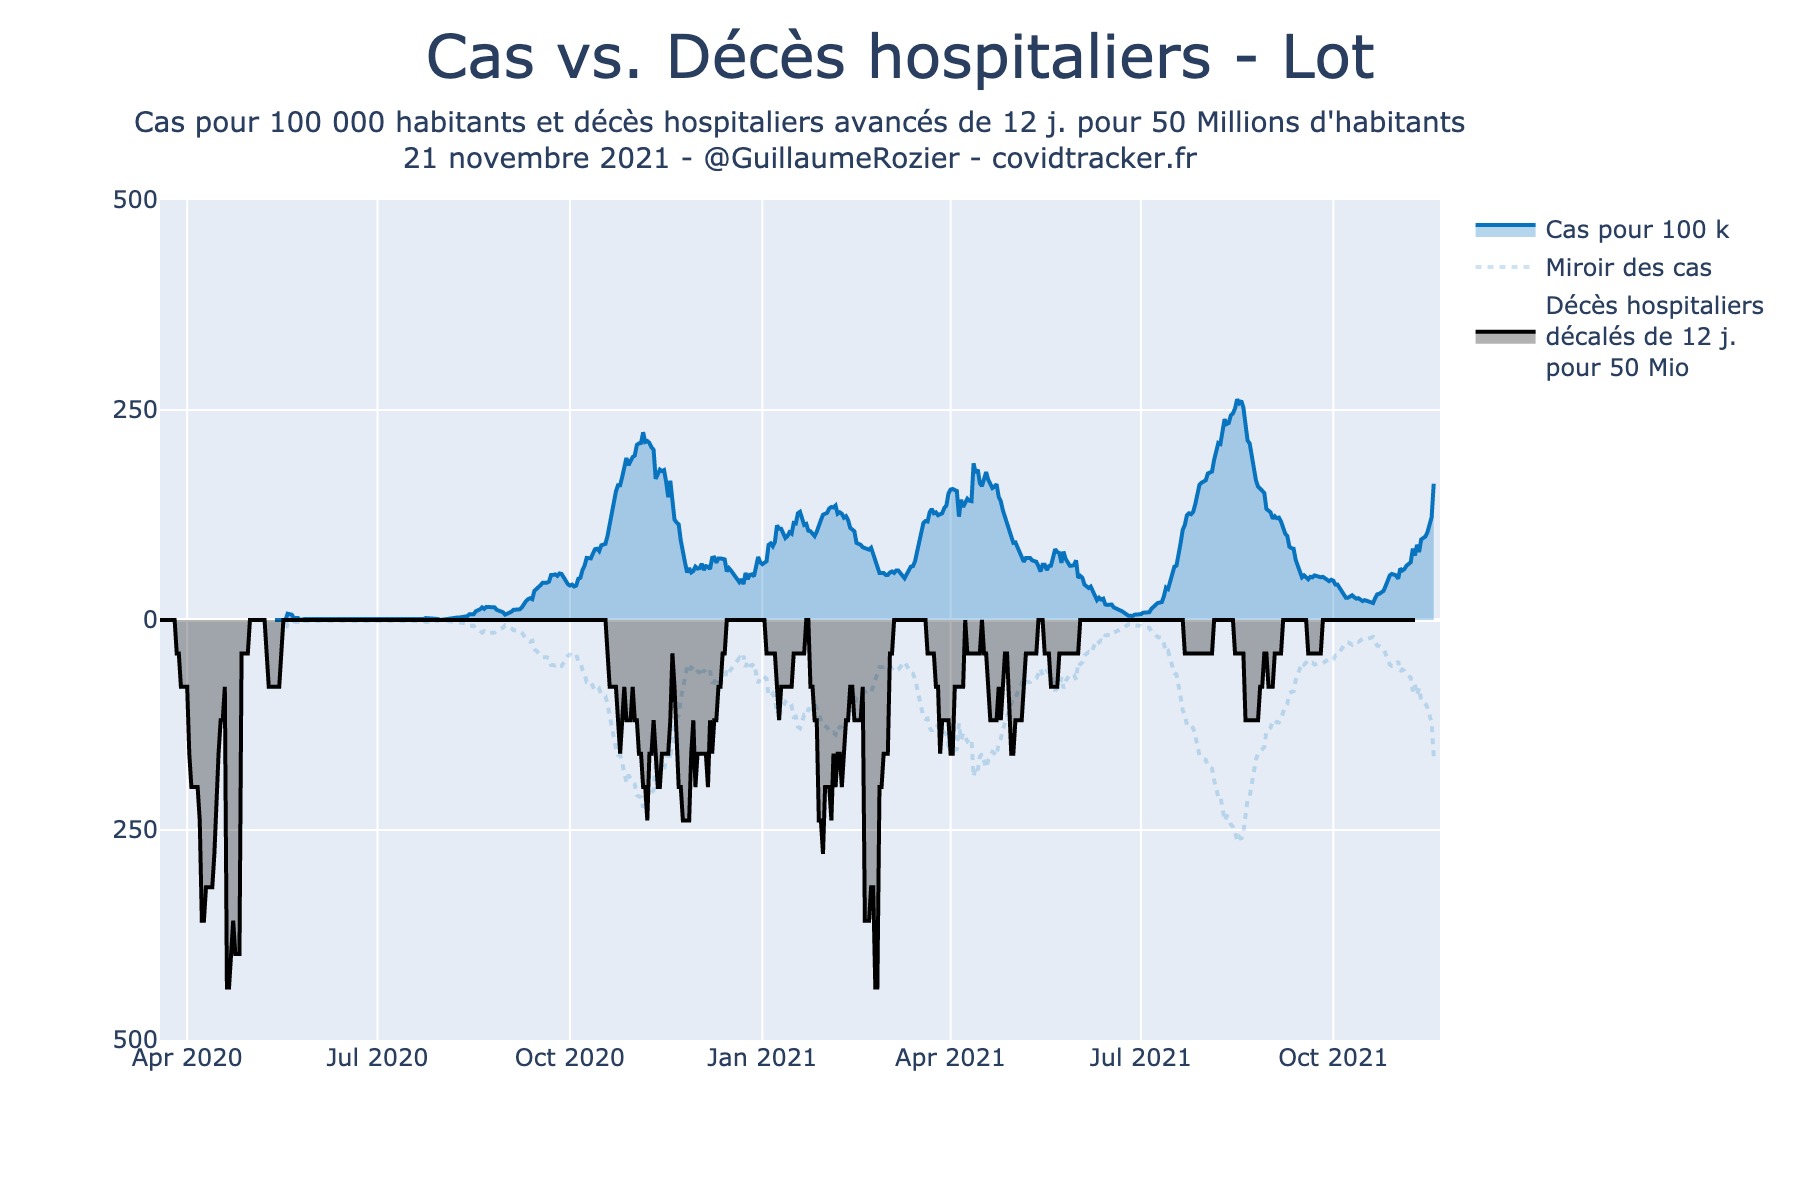 Cas vs. Décès hospitaliers - Lot
Cas pour 100 000 habitants et décès hospitaliers avancés de 12 j. pour 50 Millions d'habitants
21 novembre 2021 - @GuillaumeRozier - covidtracker.fr
500
250
0
250
500
Apr 2020
Jul 2020
Oct 2020
Jan 2021
Apr 2021
Jul 2021
Oct 2021
Cas pour 100 k
Miroir des cas
Décès hospitaliers
décalés de 12 j.
pour 50 Mio